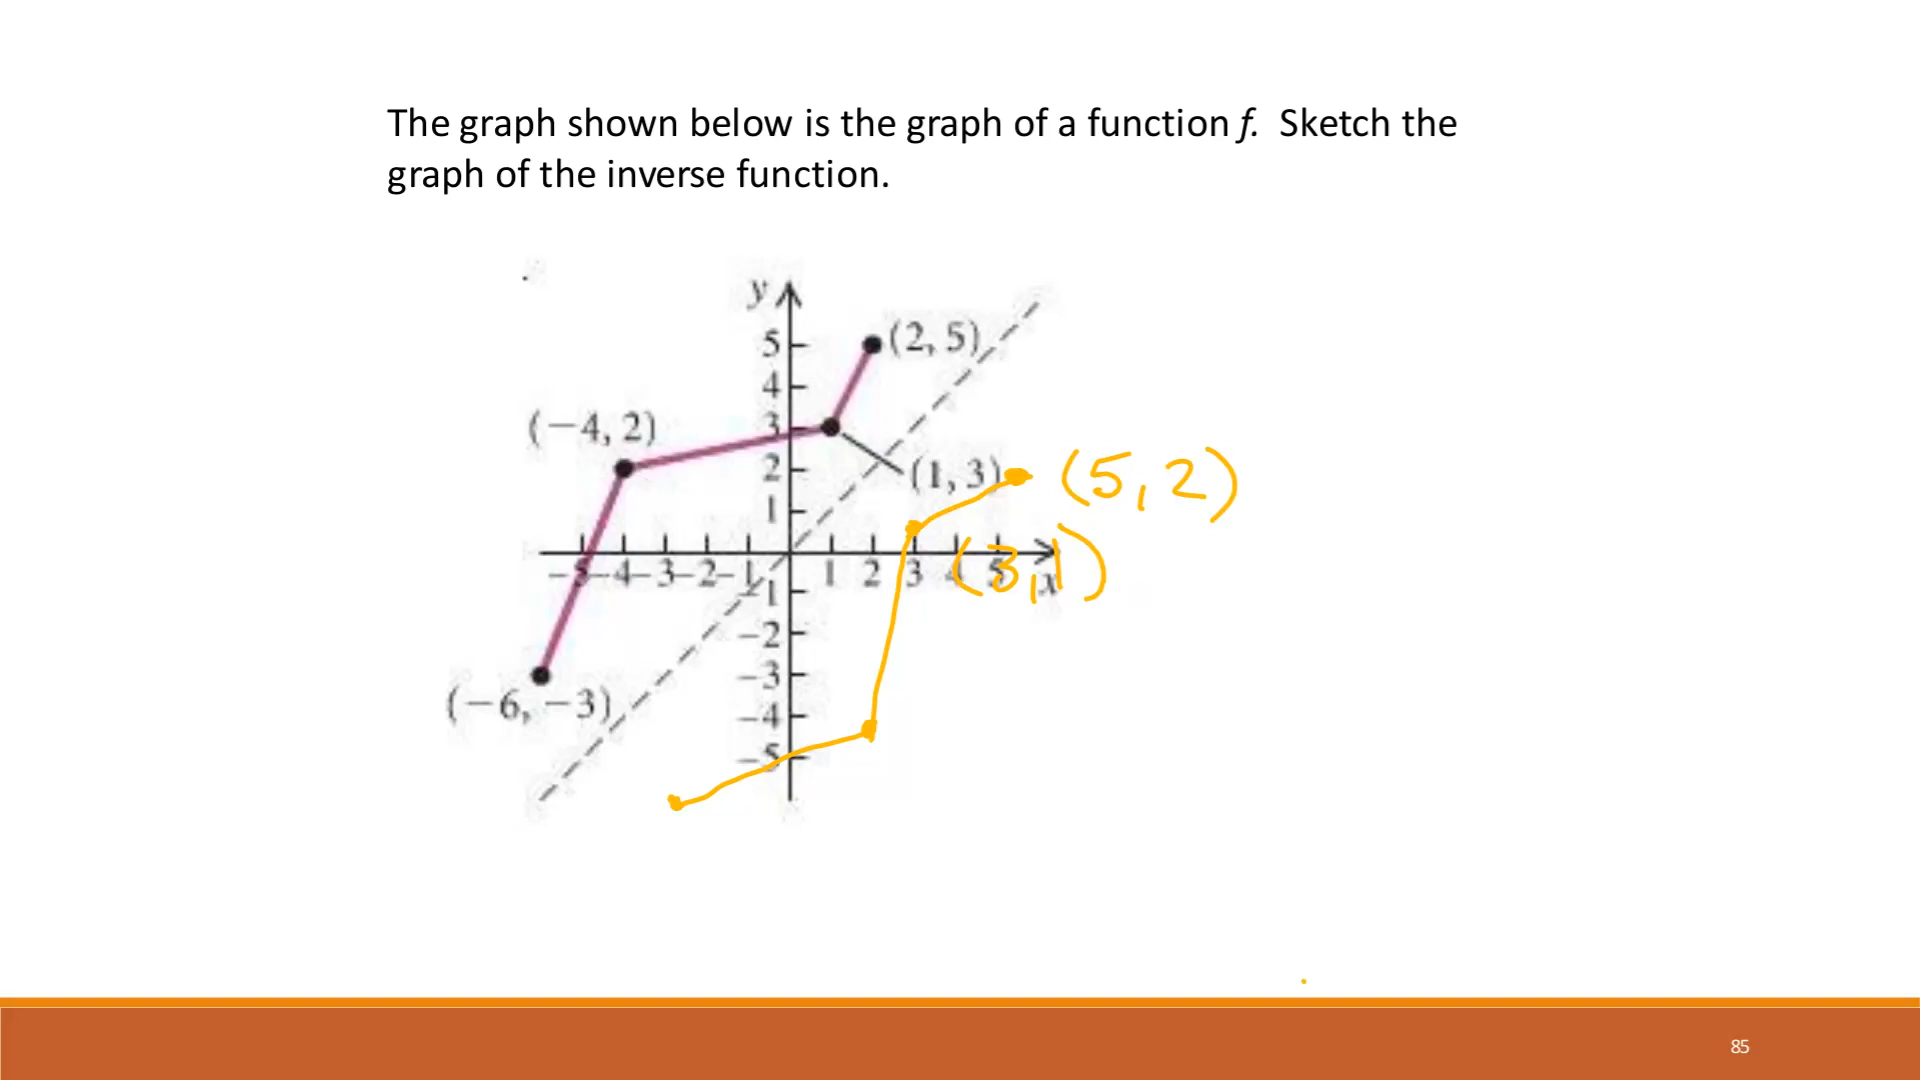 The graph shown below is the graph of a function f. Sketch the
graph of the inverse function.
y
5
(2, 5)
4
(−4, 2)
3
2
(1, 3)
(5, 2)
1
−5 −4 −3 −2 −1
1 2 3 4 5
x
(3, 1)
−1
−2
−3
(−6, −3)
−4
−5
85